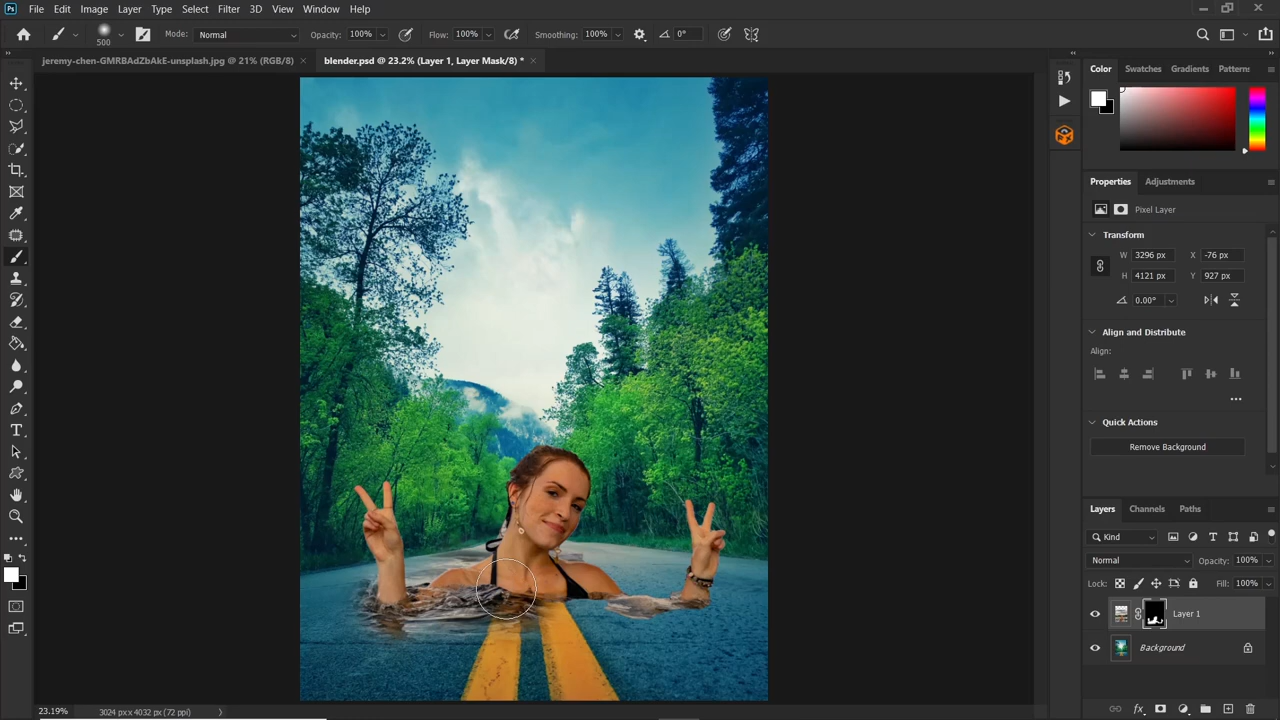 Ps File Edit Image Layer Type Select Filter 3D View Window Help
500 Mode: Normal Opacity: 100% Flow: 100% Smoothing: 100% 0°
jeremy-chen-GMRBAdZbAkE-unsplash.jpg @ 21% (RGB/8) × blender.psd @ 23.2% (Layer 1, Layer Mask/8) * ×
Color Swatches Gradients Patterns
Properties Adjustments
Pixel Layer
Transform
W 3296 px X -76 px
H 4121 px Y 927 px
0.00°
Align and Distribute
Align:
Quick Actions
Remove Background
Layers Channels Paths
Kind
Normal Opacity: 100%
Lock: Fill: 100%
Layer 1
Background
23.19% 3024 px x 4032 px (72 ppi)